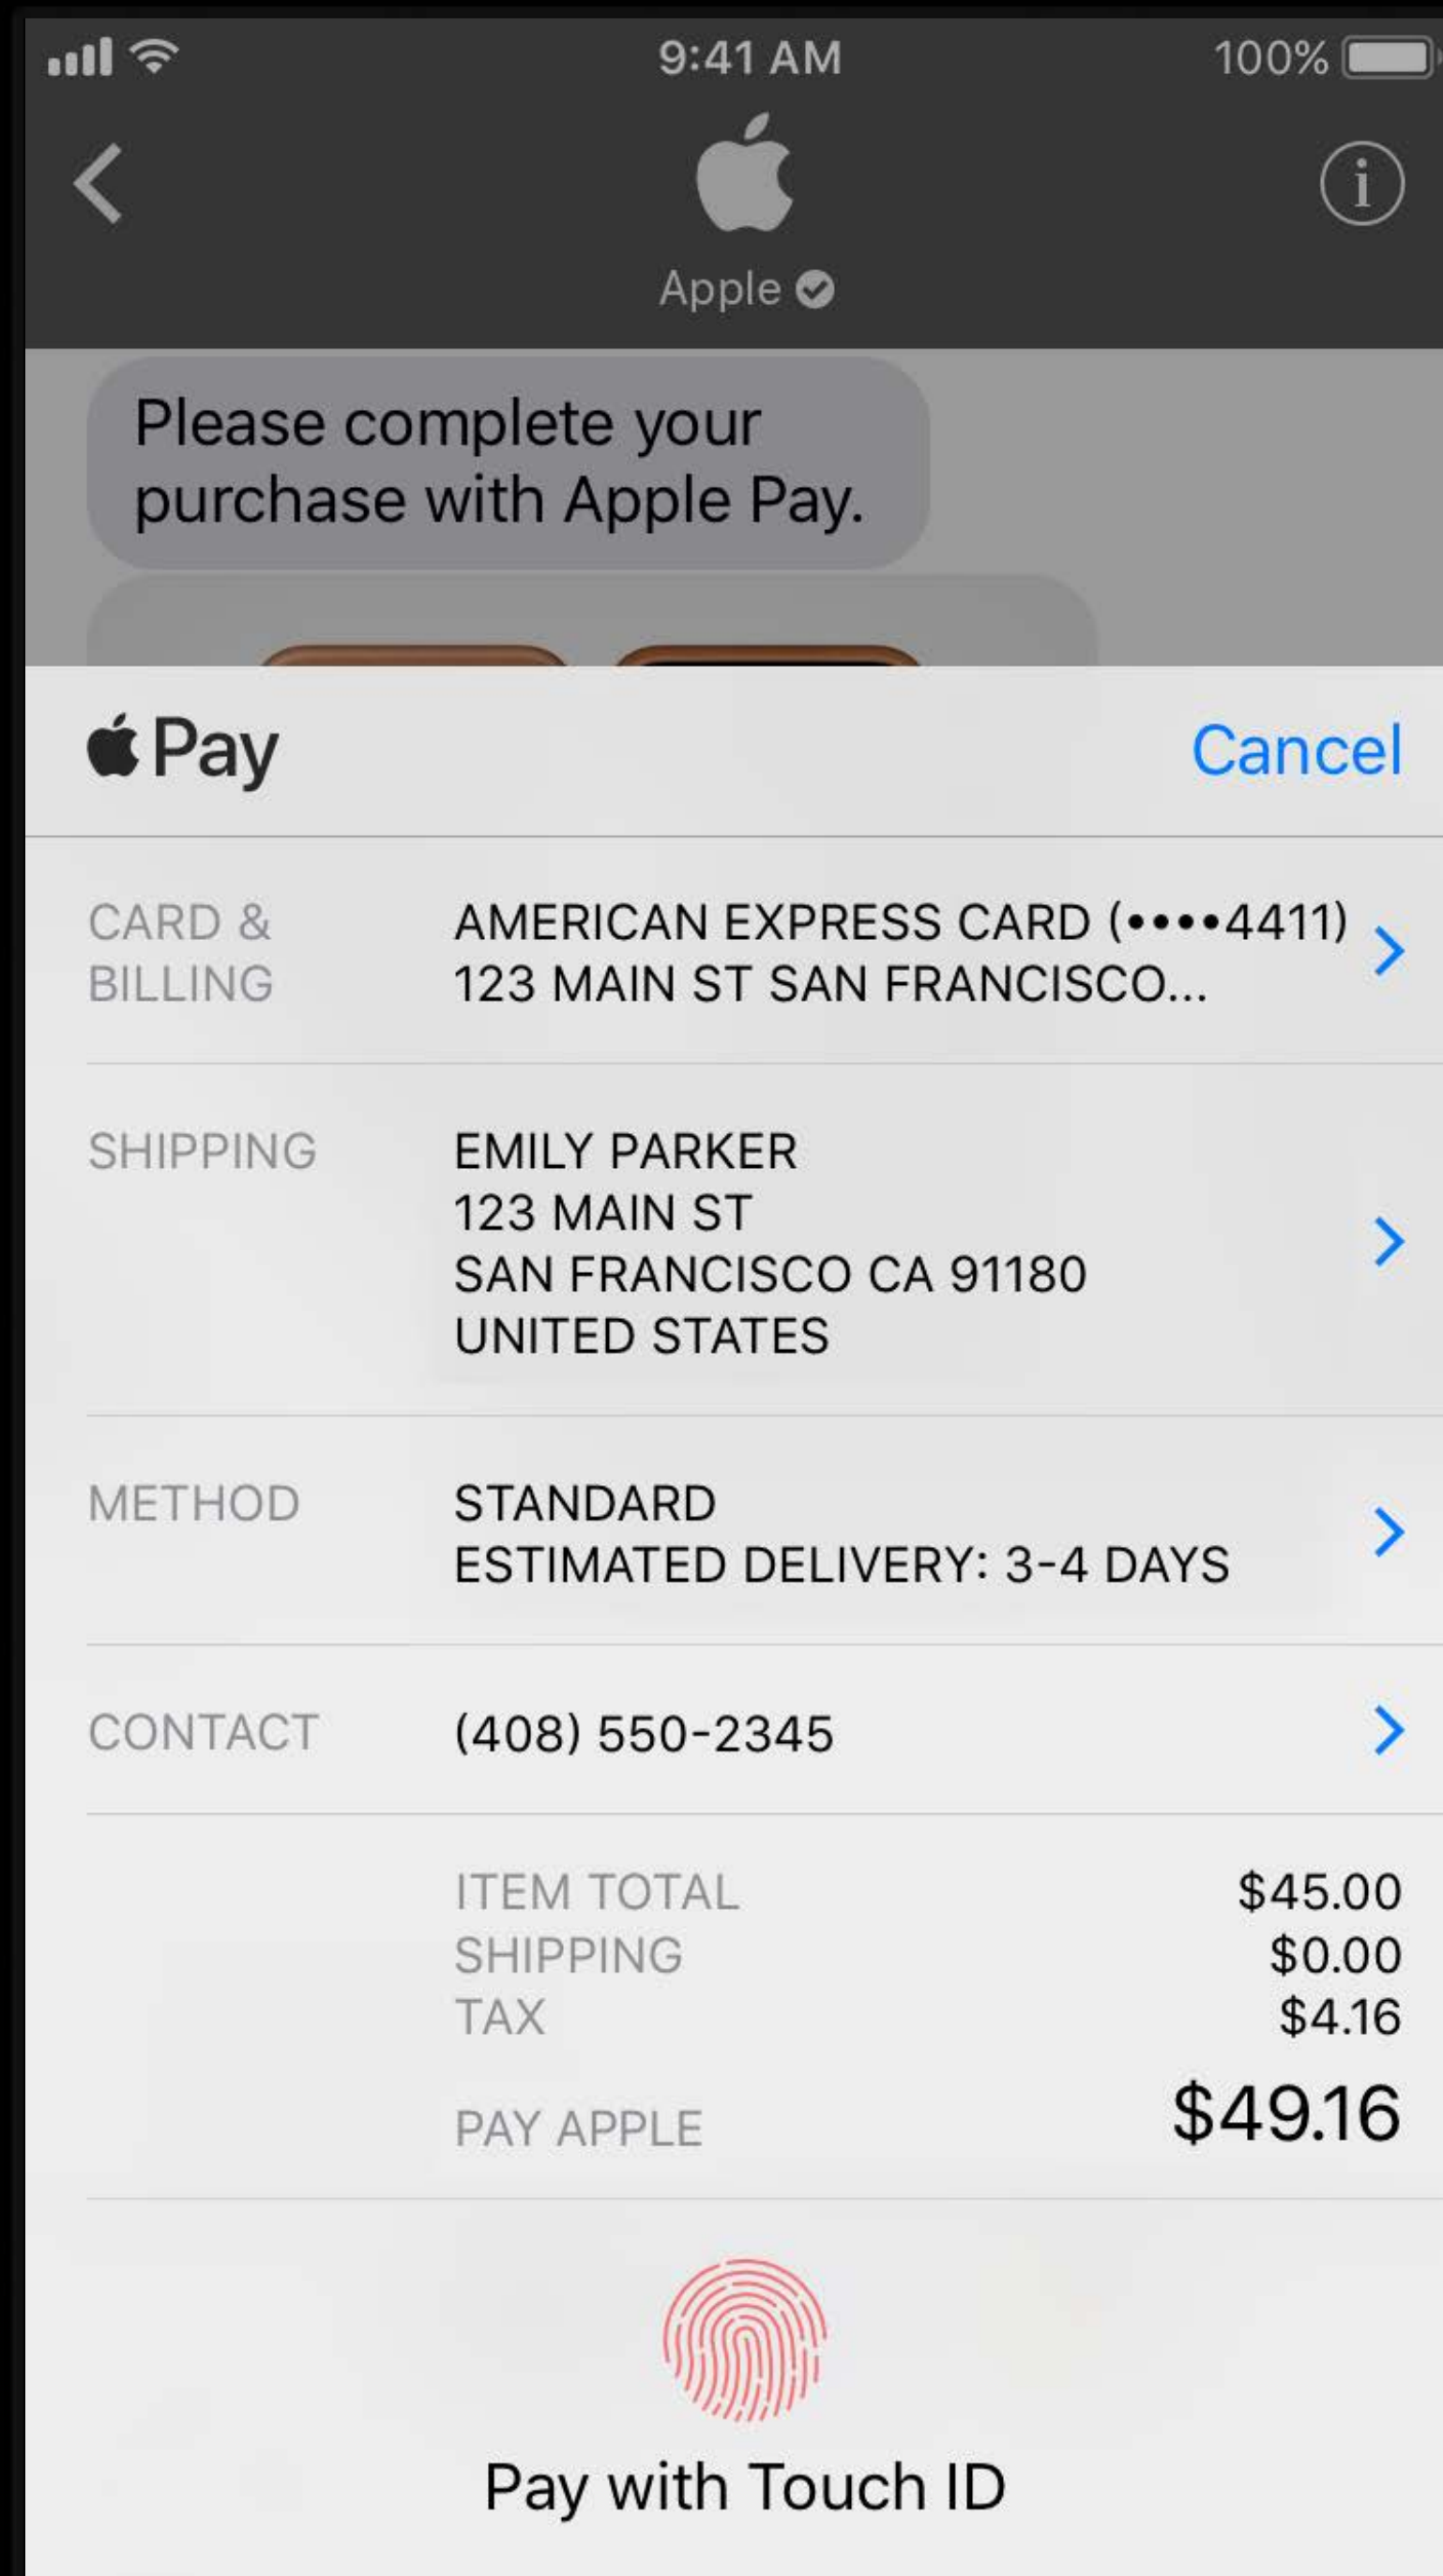 9:41 AM
100%
Apple
Please complete your
purchase with Apple Pay.
Pay
Cancel
CARD &
BILLING
AMERICAN EXPRESS CARD (••••4411)
123 MAIN ST SAN FRANCISCO...
SHIPPING
EMILY PARKER
123 MAIN ST
SAN FRANCISCO CA 91180
UNITED STATES
METHOD
STANDARD
ESTIMATED DELIVERY: 3-4 DAYS
CONTACT
(408) 550-2345
ITEM TOTAL $45.00
SHIPPING $0.00
TAX $4.16
PAY APPLE $49.16
Pay with Touch ID